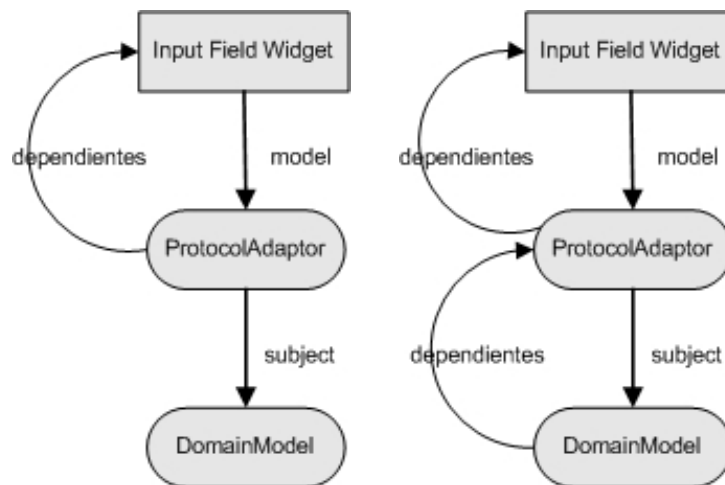 Input Field Widget
dependientes
model
ProtocolAdaptor
subject
DomainModel
Input Field Widget
dependientes
model
ProtocolAdaptor
dependientes
subject
DomainModel